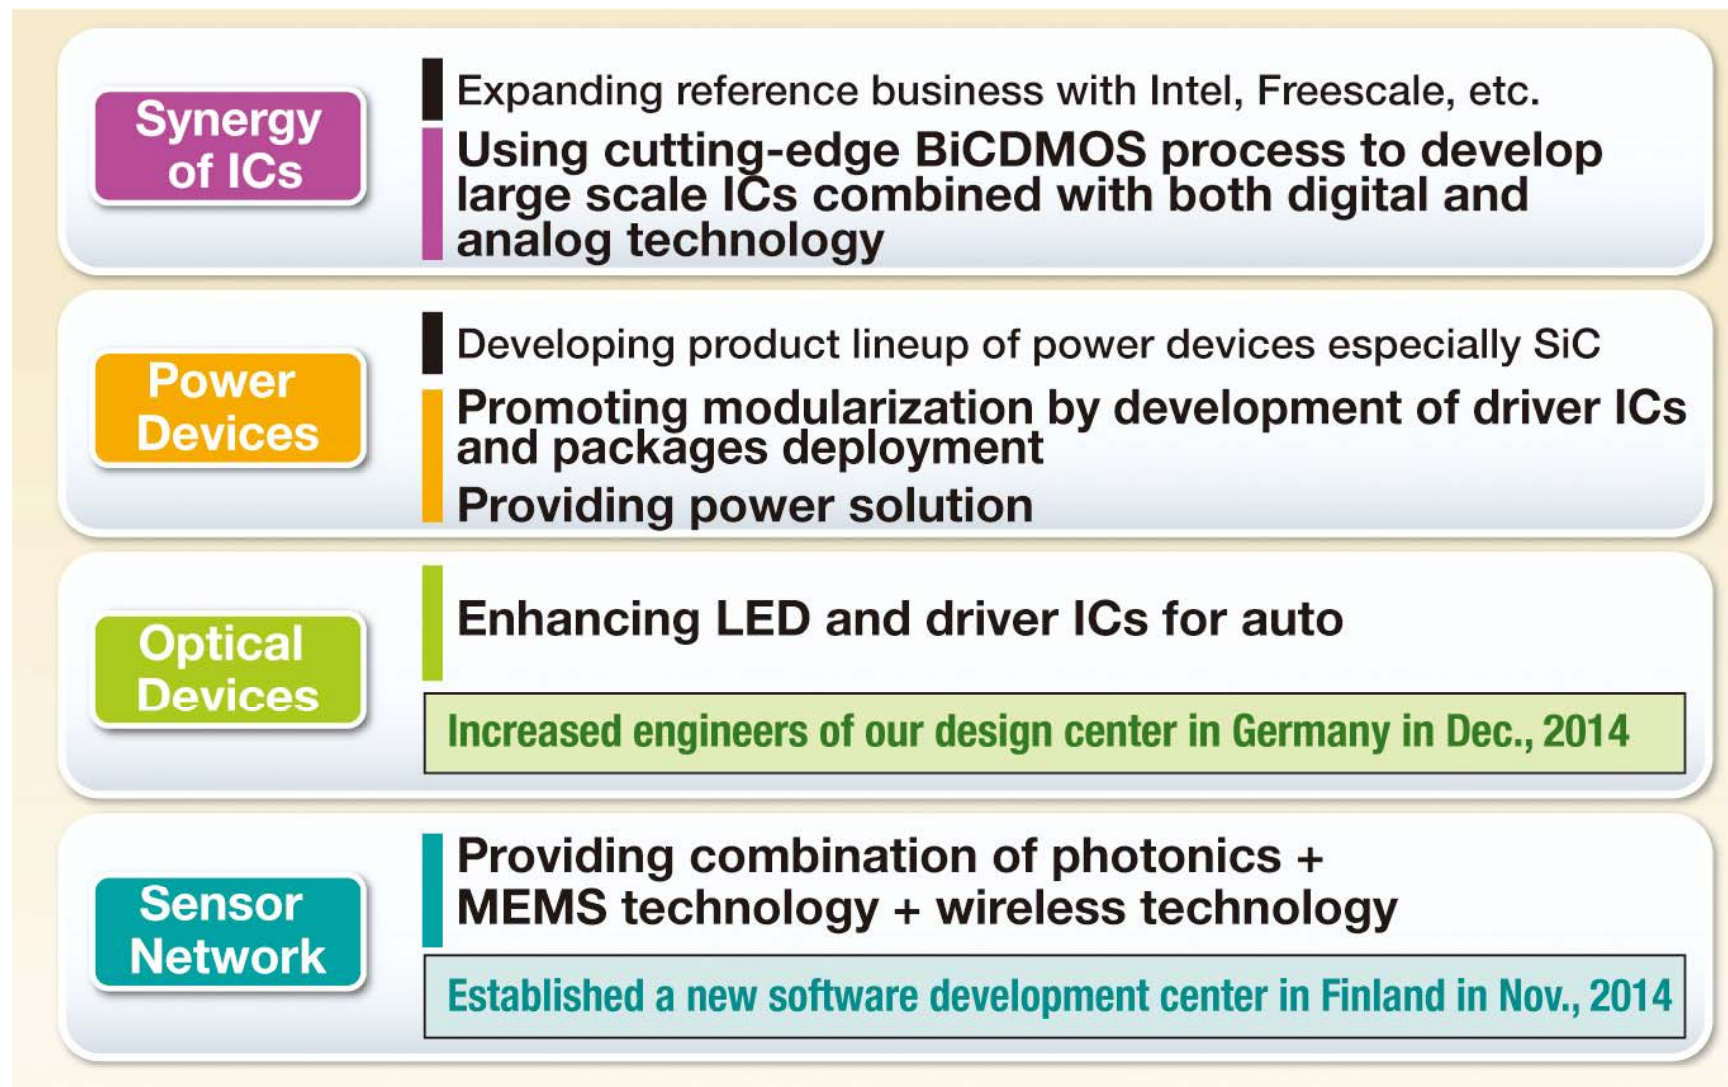 Synergy
of ICs
Expanding reference business with Intel, Freescale, etc.
Using cutting-edge BiCDMOS process to develop
large scale ICs combined with both digital and
analog technology
Power
Devices
Developing product lineup of power devices especially SiC
Promoting modularization by development of driver ICs
and packages deployment
Providing power solution
Optical
Devices
Enhancing LED and driver ICs for auto
Increased engineers of our design center in Germany in Dec., 2014
Sensor
Network
Providing combination of photonics +
MEMS technology + wireless technology
Established a new software development center in Finland in Nov., 2014